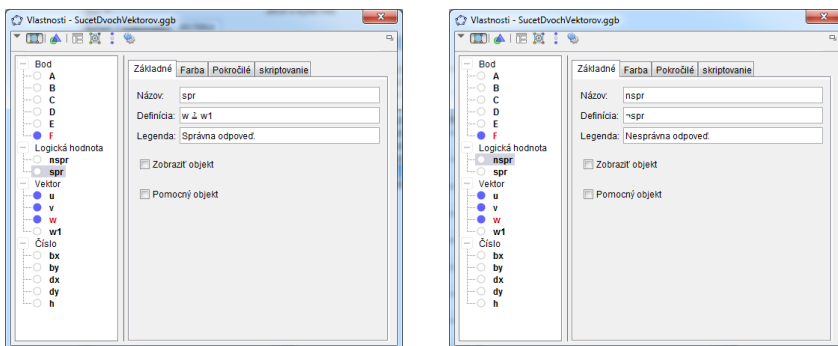 Vlastnosti - SucetDvochVektorov.ggb
Bod
A
B
C
D
E
F
Logická hodnota
nspr
spr
Vektor
u
v
w
w1
Číslo
bx
by
dx
dy
h
Základné Farba Pokročilé skriptovanie
Názov: spr
Definícia: w ≟ w1
Legenda: Správna odpoveď.
Zobraziť objekt
Pomocný objekt
Vlastnosti - SucetDvochVektorov.ggb
Bod
A
B
C
D
E
F
Logická hodnota
nspr
spr
Vektor
u
v
w
w1
Číslo
bx
by
dx
dy
h
Základné Farba Pokročilé skriptovanie
Názov: nspr
Definícia: ¬spr
Legenda: Nesprávna odpoveď.
Zobraziť objekt
Pomocný objekt